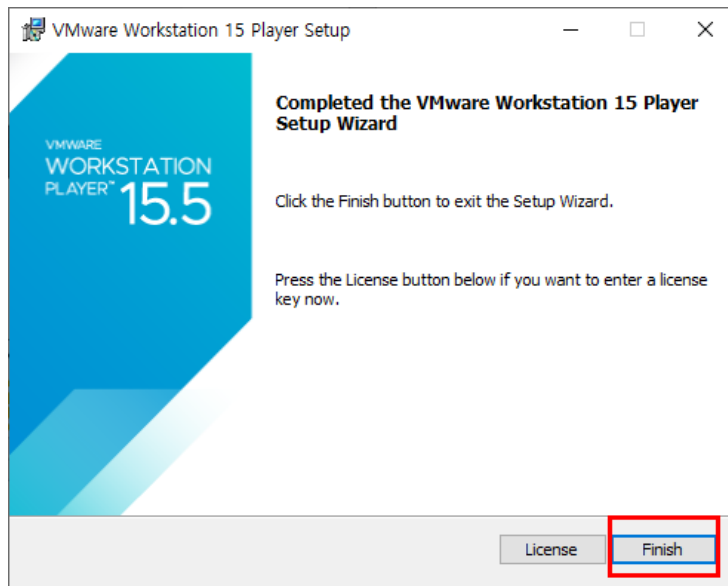 VMware Workstation 15 Player Setup
Completed the VMware Workstation 15 Player
Setup Wizard
VMWARE
WORKSTATION
PLAYER™ 15.5
Click the Finish button to exit the Setup Wizard.
Press the License button below if you want to enter a license
key now.
License
Finish